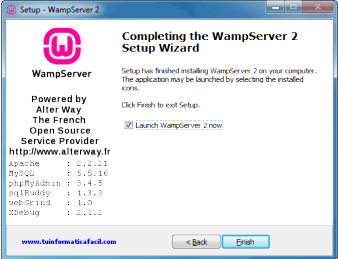 Setup - WampServer 2
Completing the WampServer 2
Setup Wizard
Setup has finished installing WampServer 2 on your computer.
The application may be launched by selecting the installed
icons.
Click Finish to exit Setup.
Launch WampServer 2 now
WampServer
Powered by
Alter Way
The French
Open Source
Service Provider
http://www.alterway.fr
Apache : 2.2.21
MySQL : 5.5.16
phpMyAdmin : 3.4.5
sqlBuddy : 1.3.3
webGrind : 1.0
XDebug : 2.1.2
www.tuinformaticafacil.com
< Back
Finish